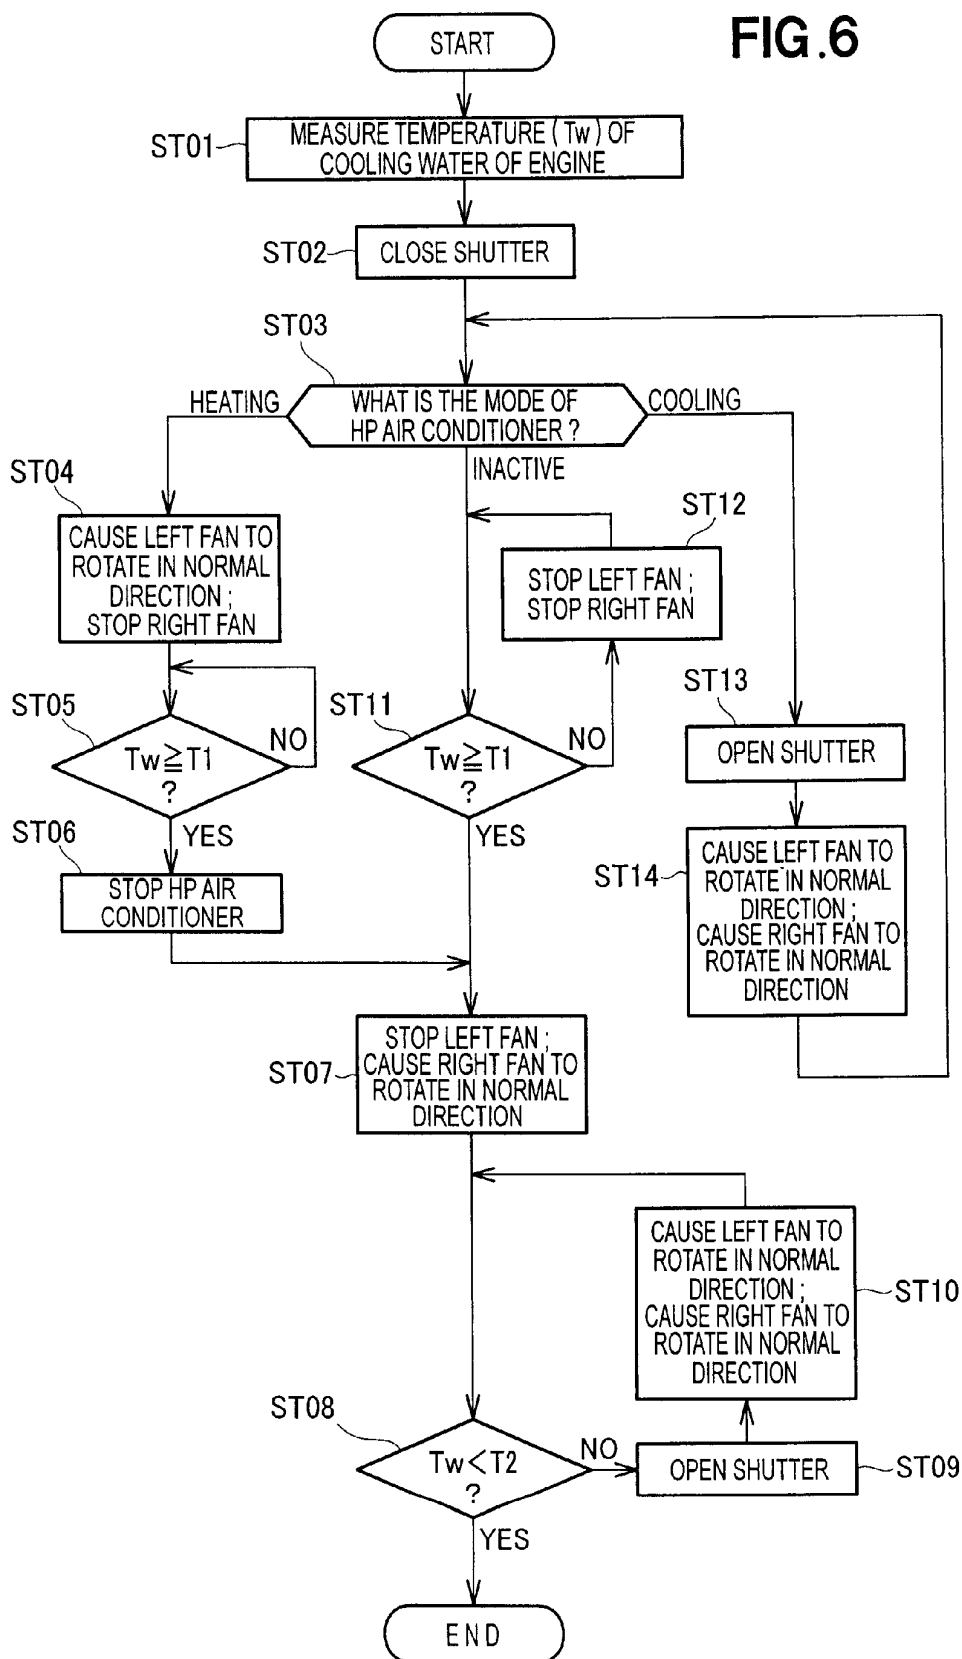 FIG.6
START
ST01
MEASURE TEMPERATURE (Tw) OF
COOLING WATER OF ENGINE
ST02
CLOSE SHUTTER
ST03
HEATING
WHAT IS THE MODE OF
HP AIR CONDITIONER ?
COOLING
INACTIVE
ST04
CAUSE LEFT FAN TO
ROTATE IN NORMAL
DIRECTION ;
STOP RIGHT FAN
ST12
STOP LEFT FAN ;
STOP RIGHT FAN
ST05
Tw≧T1
?
NO
YES
ST11
Tw≧T1
?
NO
YES
ST13
OPEN SHUTTER
ST06
STOP HP AIR
CONDITIONER
ST14
CAUSE LEFT FAN TO
ROTATE IN NORMAL
DIRECTION ;
CAUSE RIGHT FAN TO
ROTATE IN NORMAL
DIRECTION
ST07
STOP LEFT FAN ;
CAUSE RIGHT FAN TO
ROTATE IN NORMAL
DIRECTION
CAUSE LEFT FAN TO
ROTATE IN NORMAL
DIRECTION ;
CAUSE RIGHT FAN TO
ROTATE IN NORMAL
DIRECTION
ST10
ST08
Tw<T2
?
NO
OPEN SHUTTER
ST09
YES
END